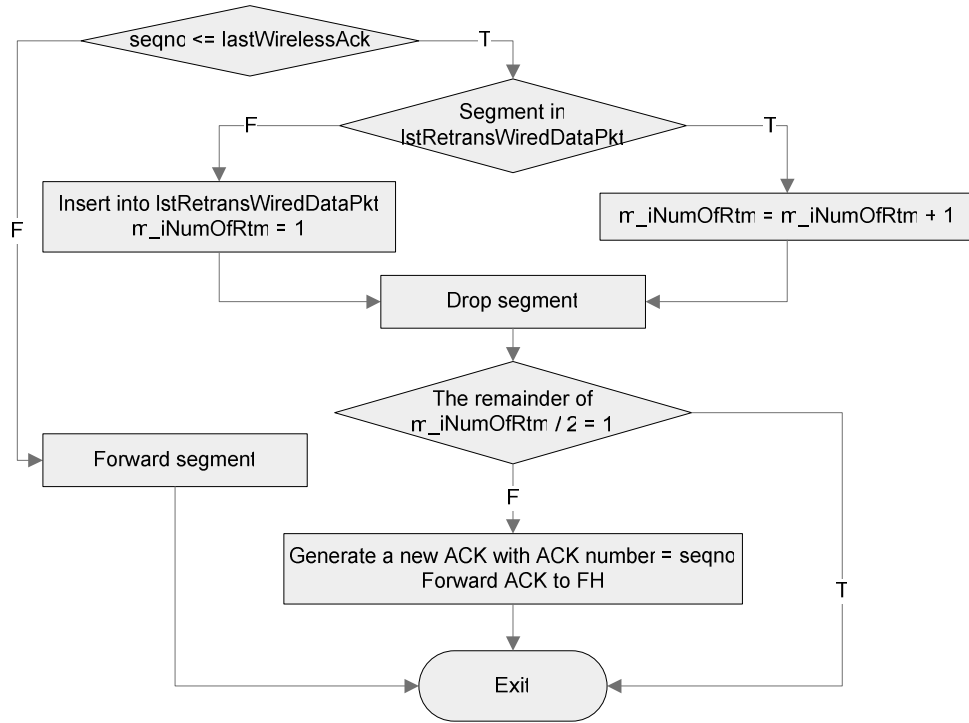 seqno <= lastWirelessAck
T
Segment in
lstRetransWiredDataPkt
F
T
Insert into lstRetransWiredDataPkt
m_iNumOfRtm = 1
m_iNumOfRtm = m_iNumOfRtm + 1
F
Drop segment
The remainder of
m_iNumOfRtm / 2 = 1
Forward segment
F
Generate a new ACK with ACK number = seqno
Forward ACK to FH
T
Exit